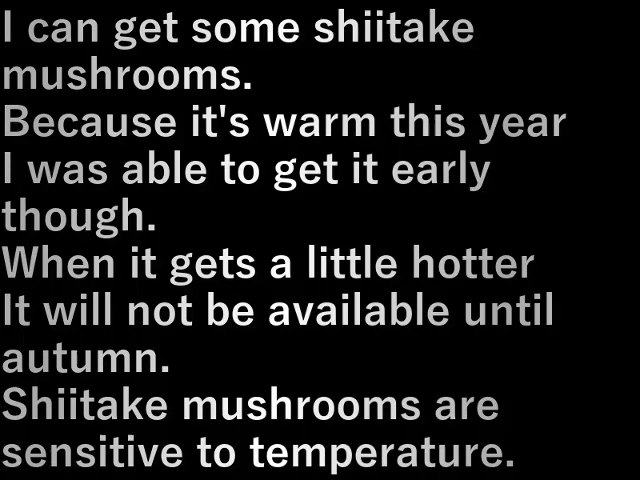 I can get some shiitake
mushrooms.
Because it's warm this year
I was able to get it early
though.
When it gets a little hotter
It will not be available until
autumn.
Shiitake mushrooms are
sensitive to temperature.